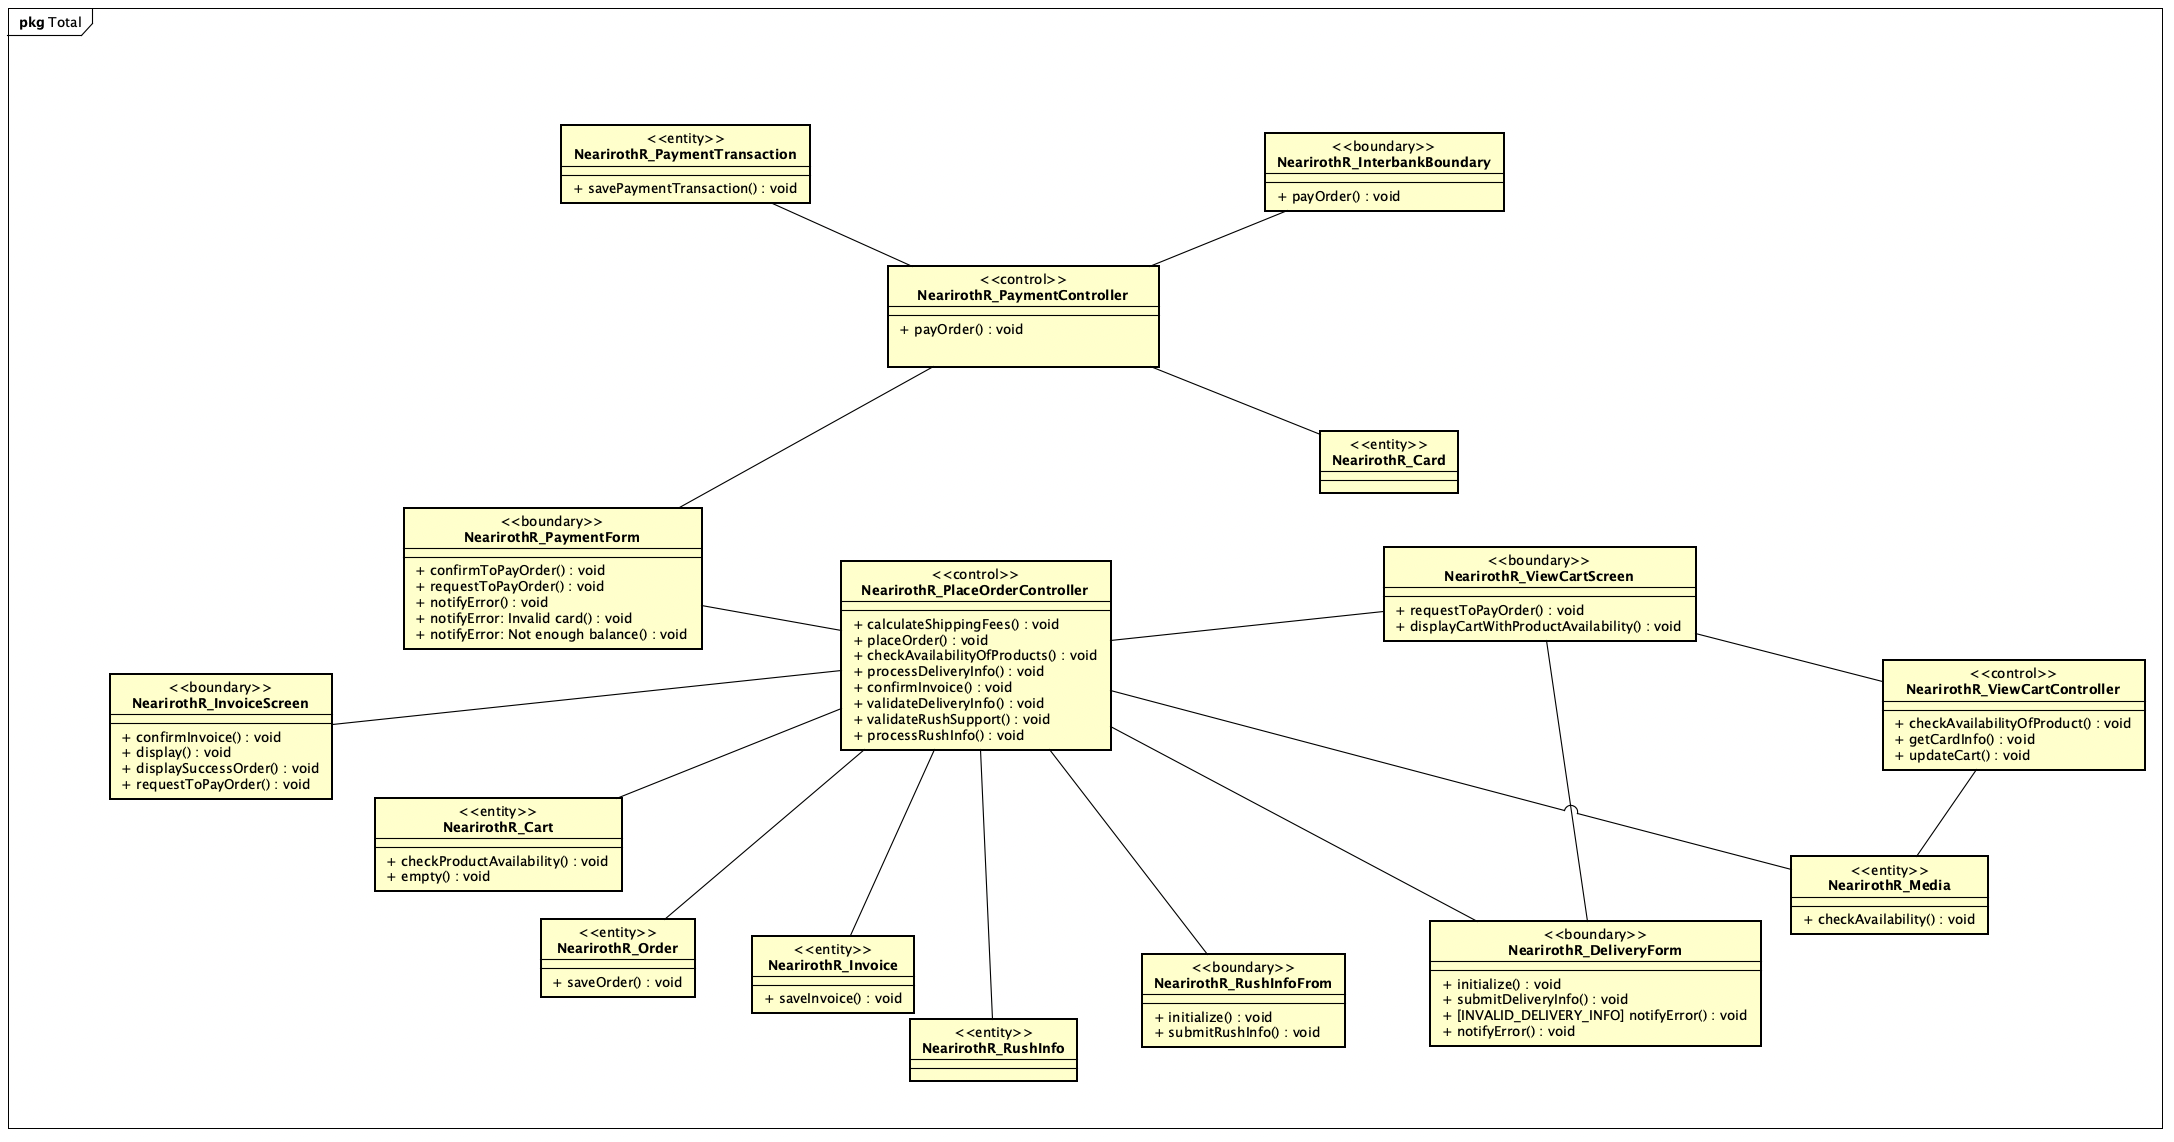 pkg Total
<<entity>>
NearirothR_PaymentTransaction
+ savePaymentTransaction() : void
<<boundary>>
NearirothR_InterbankBoundary
+ payOrder() : void
<<control>>
NearirothR_PaymentController
+ payOrder() : void
<<entity>>
NearirothR_Card
<<boundary>>
NearirothR_PaymentForm
+ confirmToPayOrder() : void
+ requestToPayOrder() : void
+ notifyError() : void
+ notifyError: Invalid card() : void
+ notifyError: Not enough balance() : void
<<control>>
NearirothR_PlaceOrderController
+ calculateShippingFees() : void
+ placeOrder() : void
+ checkAvailabilityOfProducts() : void
+ processDeliveryInfo() : void
+ confirmInvoice() : void
+ validateDeliveryInfo() : void
+ validateRushSupport() : void
+ processRushInfo() : void
<<boundary>>
NearirothR_ViewCartScreen
+ requestToPayOrder() : void
+ displayCartWithProductAvailability() : void
<<control>>
NearirothR_ViewCartController
+ checkAvailabilityOfProduct() : void
+ getCardInfo() : void
+ updateCart() : void
<<boundary>>
NearirothR_InvoiceScreen
+ confirmInvoice() : void
+ display() : void
+ displaySuccessOrder() : void
+ requestToPayOrder() : void
<<entity>>
NearirothR_Cart
+ checkProductAvailability() : void
+ empty() : void
<<entity>>
NearirothR_Media
+ checkAvailability() : void
<<entity>>
NearirothR_Order
+ saveOrder() : void
<<entity>>
NearirothR_Invoice
+ saveInvoice() : void
<<entity>>
NearirothR_RushInfo
<<boundary>>
NearirothR_RushInfoFrom
+ initialize() : void
+ submitRushInfo() : void
<<boundary>>
NearirothR_DeliveryForm
+ initialize() : void
+ submitDeliveryInfo() : void
+ [INVALID_DELIVERY_INFO] notifyError() : void
+ notifyError() : void